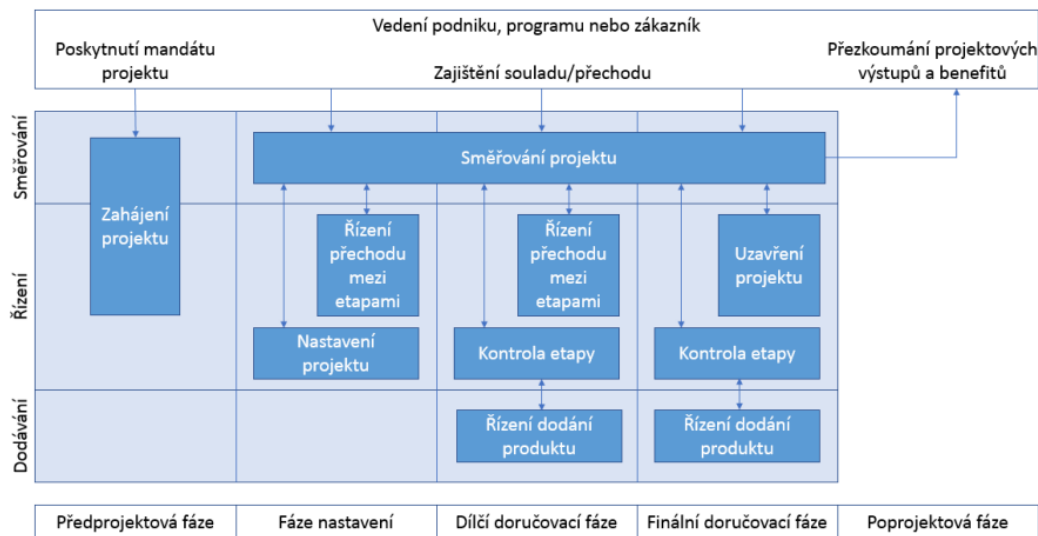 Vedení podniku, programu nebo zákazník
Poskytnutí mandátu
projektu
Zajištění souladu/přechodu
Přezkoumání projektových
výstupů a benefitů
Směřování
Směřování projektu
Zahájení
projektu
Řízení
Řízení
přechodu
mezi
etapami
Řízení
přechodu
mezi
etapami
Uzavření
projektu
Nastavení
projektu
Kontrola etapy
Kontrola etapy
Dodávání
Řízení dodání
produktu
Řízení dodání
produktu
Předprojektová fáze
Fáze nastavení
Dílčí doručovací fáze
Finální doručovací fáze
Poprojektová fáze